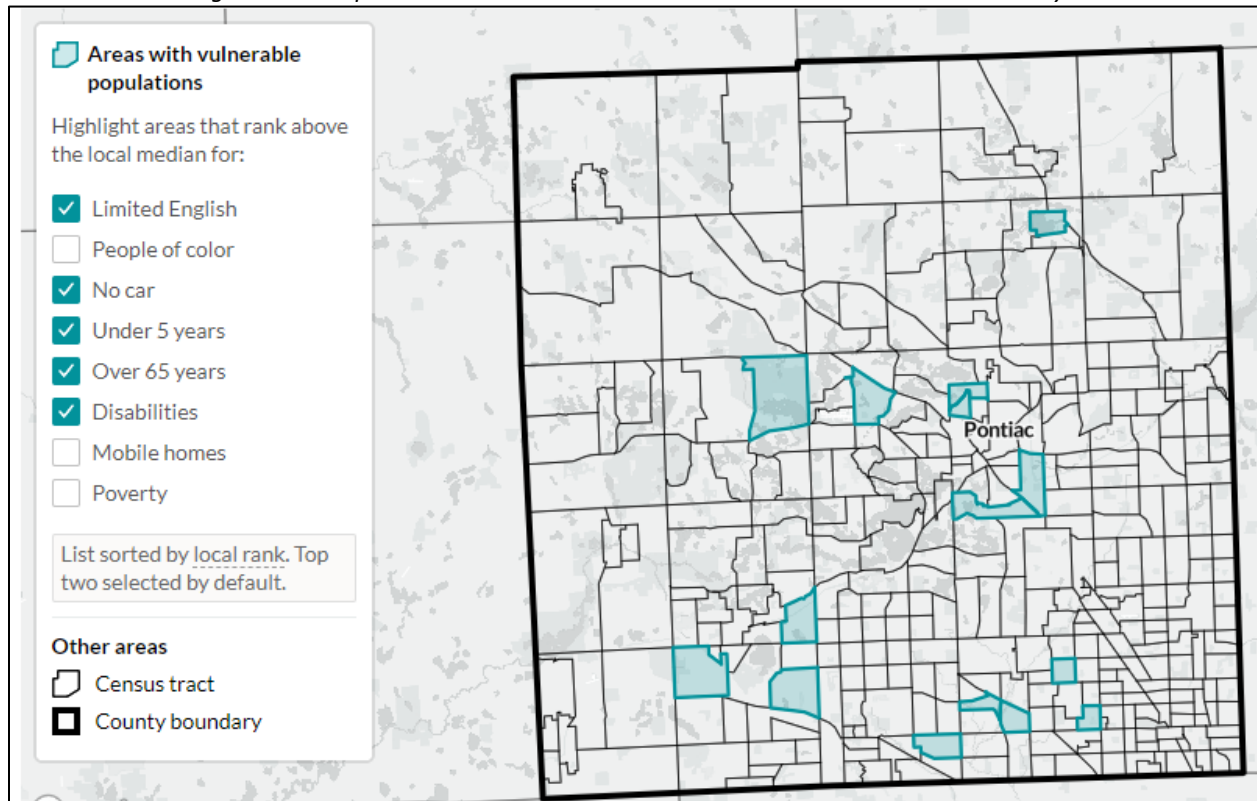 Areas with vulnerable
populations
Highlight areas that rank above
the local median for:
Limited English
People of color
No car
Under 5 years
Over 65 years
Disabilities
Mobile homes
Poverty
List sorted by local rank. Top
two selected by default.
Other areas
Census tract
County boundary
Pontiac